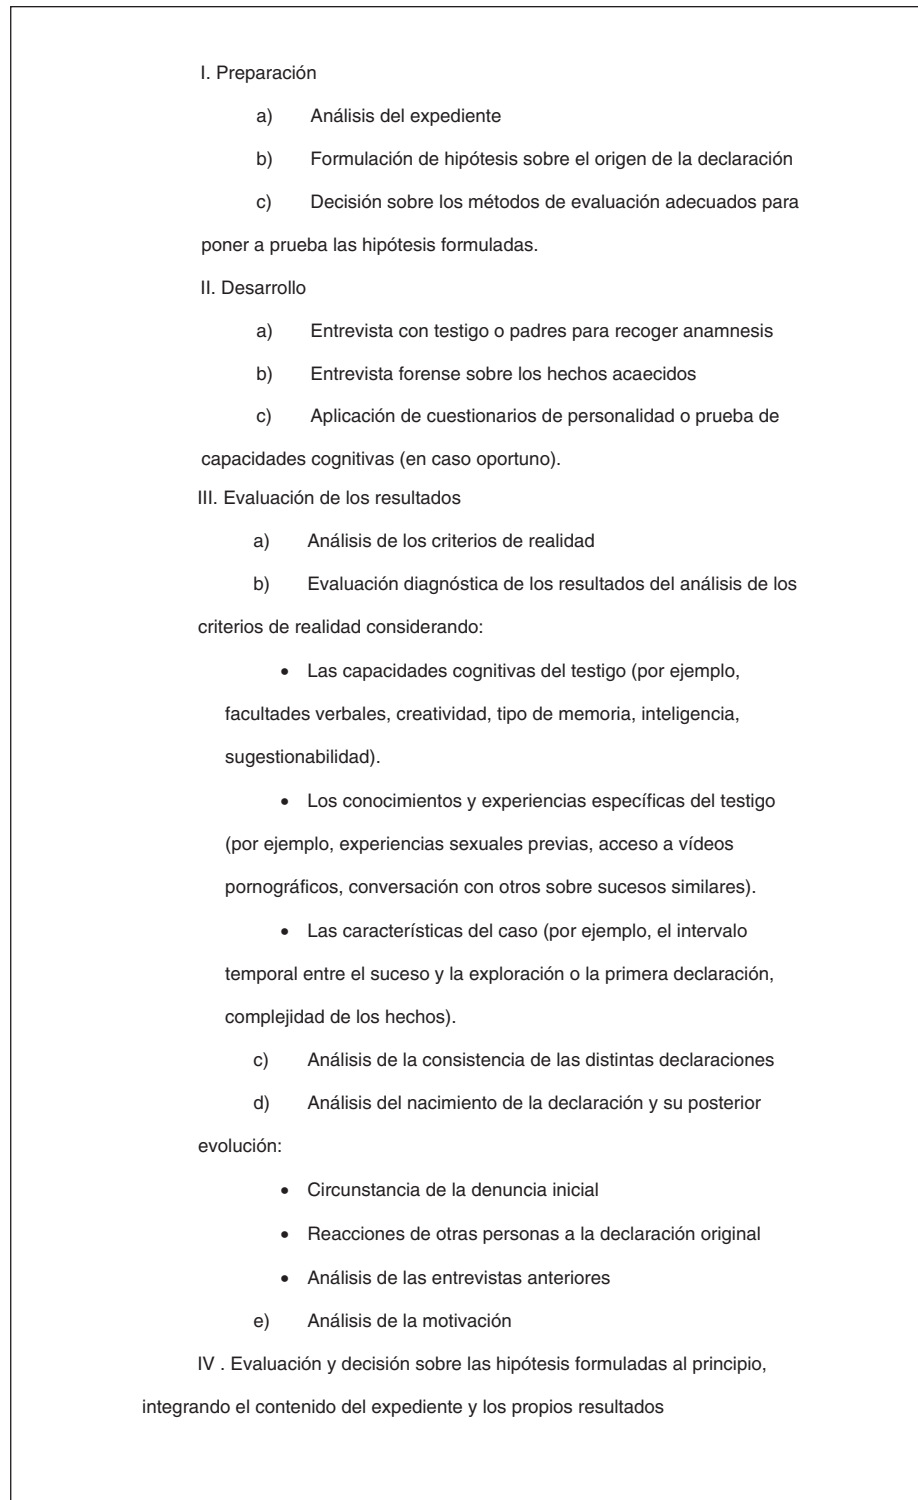 I. Preparación
a) Análisis del expediente
b) Formulación de hipótesis sobre el origen de la declaración
c) Decisión sobre los métodos de evaluación adecuados para
poner a prueba las hipótesis formuladas.
II. Desarrollo
a) Entrevista con testigo o padres para recoger anamnesis
b) Entrevista forense sobre los hechos acaecidos
c) Aplicación de cuestionarios de personalidad o prueba de
capacidades cognitivas (en caso oportuno).
III. Evaluación de los resultados
a) Análisis de los criterios de realidad
b) Evaluación diagnóstica de los resultados del análisis de los
criterios de realidad considerando:
• Las capacidades cognitivas del testigo (por ejemplo,
facultades verbales, creatividad, tipo de memoria, inteligencia,
sugestionabilidad).
• Los conocimientos y experiencias específicas del testigo
(por ejemplo, experiencias sexuales previas, acceso a vídeos
pornográficos, conversación con otros sobre sucesos similares).
• Las características del caso (por ejemplo, el intervalo
temporal entre el suceso y la exploración o la primera declaración,
complejidad de los hechos).
c) Análisis de la consistencia de las distintas declaraciones
d) Análisis del nacimiento de la declaración y su posterior
evolución:
• Circunstancia de la denuncia inicial
• Reacciones de otras personas a la declaración original
• Análisis de las entrevistas anteriores
e) Análisis de la motivación
IV . Evaluación y decisión sobre las hipótesis formuladas al principio,
integrando el contenido del expediente y los propios resultados